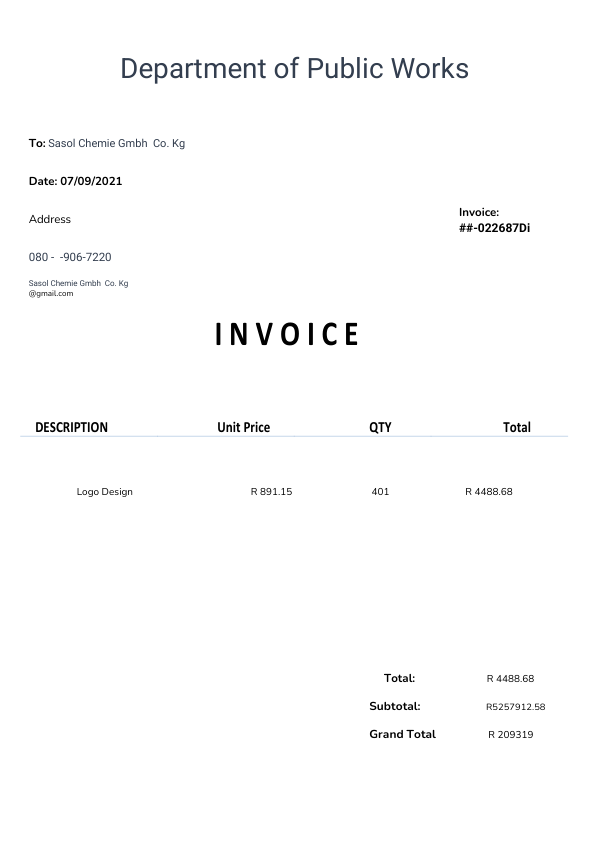 Department of Public Works
To: Sasol Chemie Gmbh Co. Kg
Date: 07/09/2021
Address
Invoice:
##-022687Di
080 - -906-7220
Sasol Chemie Gmbh Co. Kg
@gmail.com
INVOICE
DESCRIPTION Unit Price QTY Total
Logo Design R 891.15 401 R 4488.68
Total: R 4488.68
Subtotal: R5257912.58
Grand Total R 209319